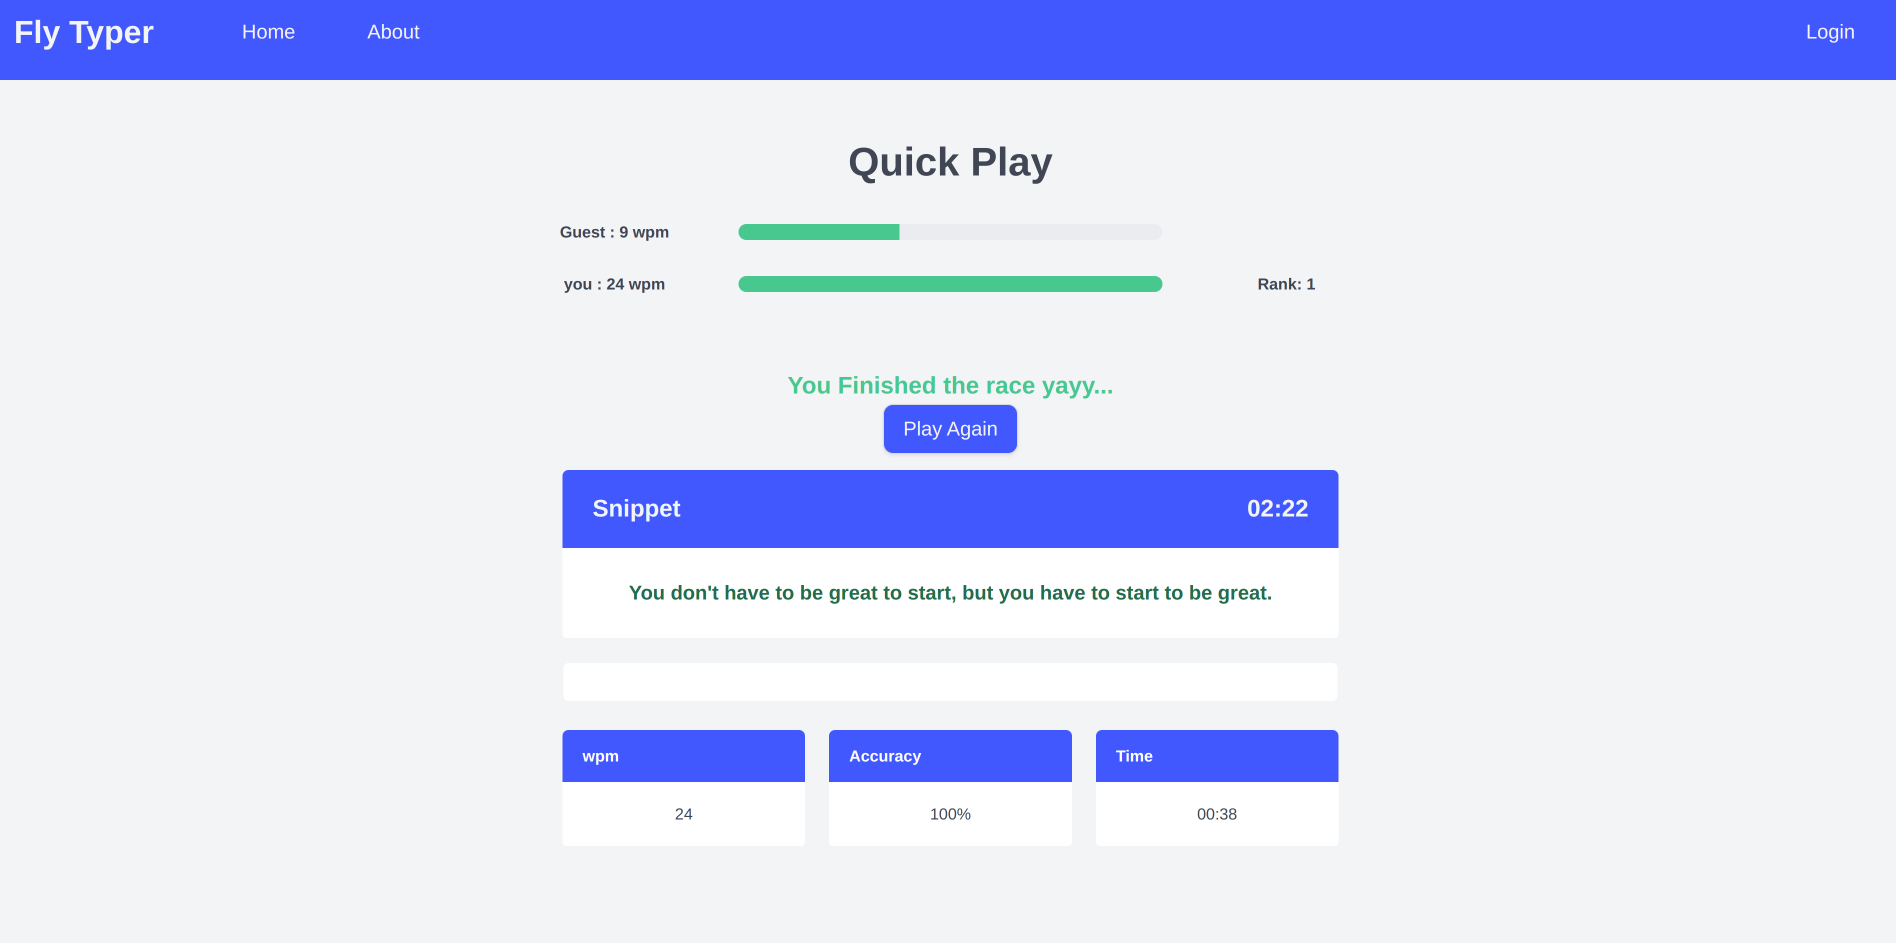 Fly Typer Home About Login
Quick Play
Guest : 9 wpm
you : 24 wpm Rank: 1
You Finished the race yayy...
Play Again
Snippet 02:22
You don't have to be great to start, but you have to start to be great.
wpm Accuracy Time
24 100% 00:38